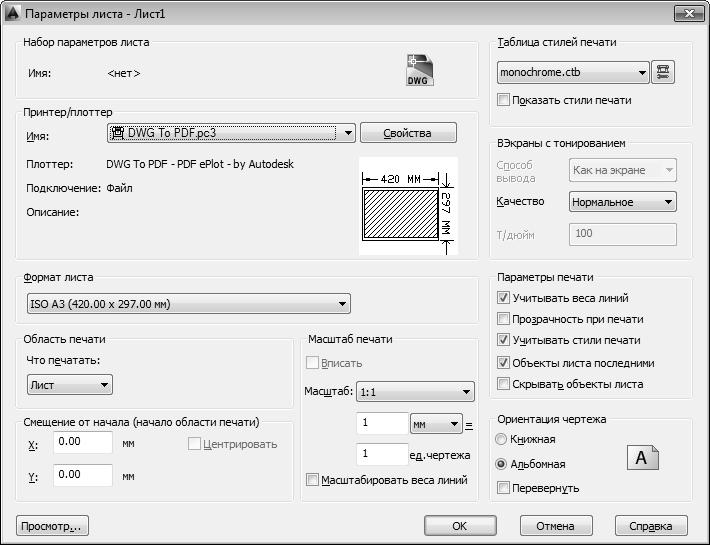 Параметры листа - Лист1
Набор параметров листа
Имя: <нет>
DWG
Принтер/плоттер
Имя: DWG To PDF.pc3 Свойства
Плоттер: DWG To PDF - PDF ePlot - by Autodesk
Подключение: Файл
Описание:
420 MM
297 MM
Формат листа
ISO A3 (420.00 x 297.00 мм)
Область печати
Что печатать:
Лист
Смещение от начала (начало области печати)
X: 0.00 мм Центрировать
Y: 0.00 мм
Масштаб печати
Вписать
Масштаб: 1:1
1 мм =
1 ед.чертежа
Масштабировать веса линий
Таблица стилей печати
monochrome.ctb
Показать стили печати
ВЭкраны с тонированием
Способ вывода Как на экране
Качество Нормальное
Т/дюйм 100
Параметры печати
Учитывать веса линий
Прозрачность при печати
Учитывать стили печати
Объекты листа последними
Скрывать объекты листа
Ориентация чертежа
Книжная
Альбомная
A
Перевернуть
Просмотр... ОК Отмена Справка